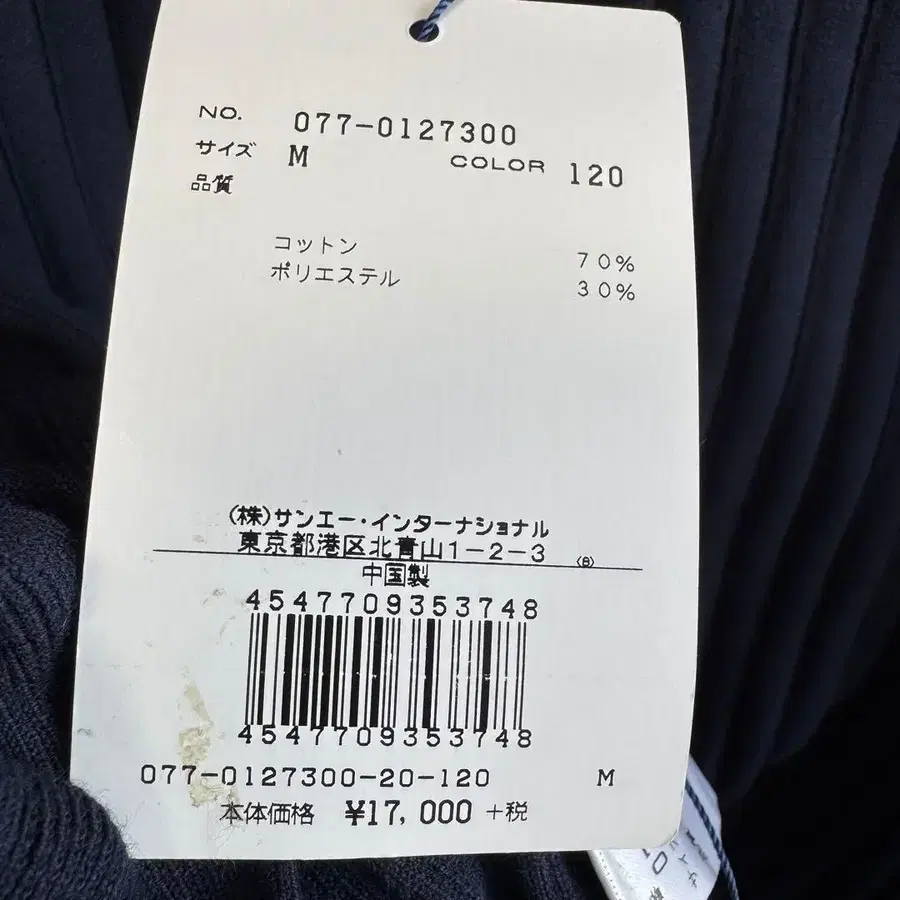 NO. 077-0127300
サイズ M COLOR 120
品質
コットン 70%
ポリエステル 30%
(株)サンエー・インターナショナル
東京都港区北青山1-2-3 (8)
中国製
4547709353748
4547709353748
077-0127300-20-120 M
本体価格 ¥17,000 +税